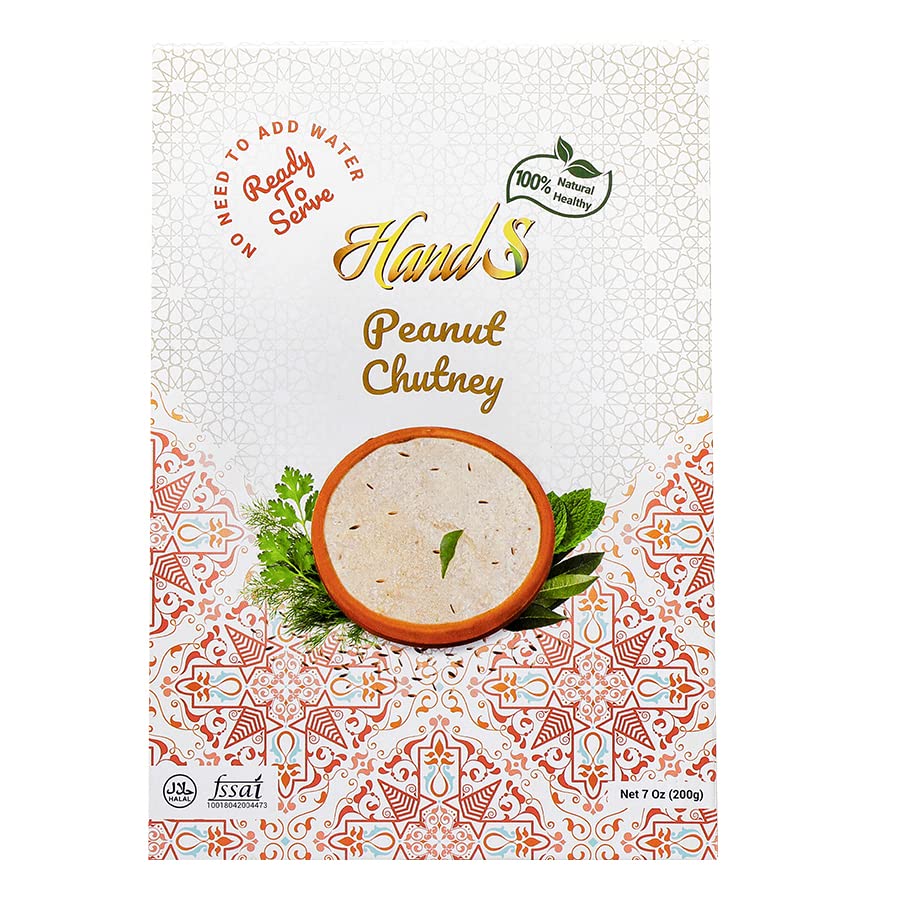 NO NEED TO ADD WATER
Ready
To
Serve
100% Natural
Healthy
HandS
Peanut
Chutney
حلال
HALAL
fssai
10018042004473
Net 7 Oz (200g)